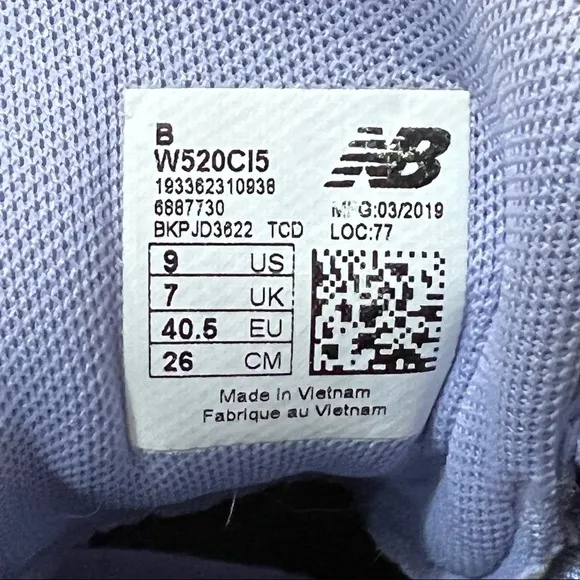 B
W520CI5
NB
193362310938
6887730
MFG:03/2019
BKPJD3622 TCD
LOC:77
9 US
7 UK
40.5 EU
26 CM
Made in Vietnam
Fabrique au Vietnam